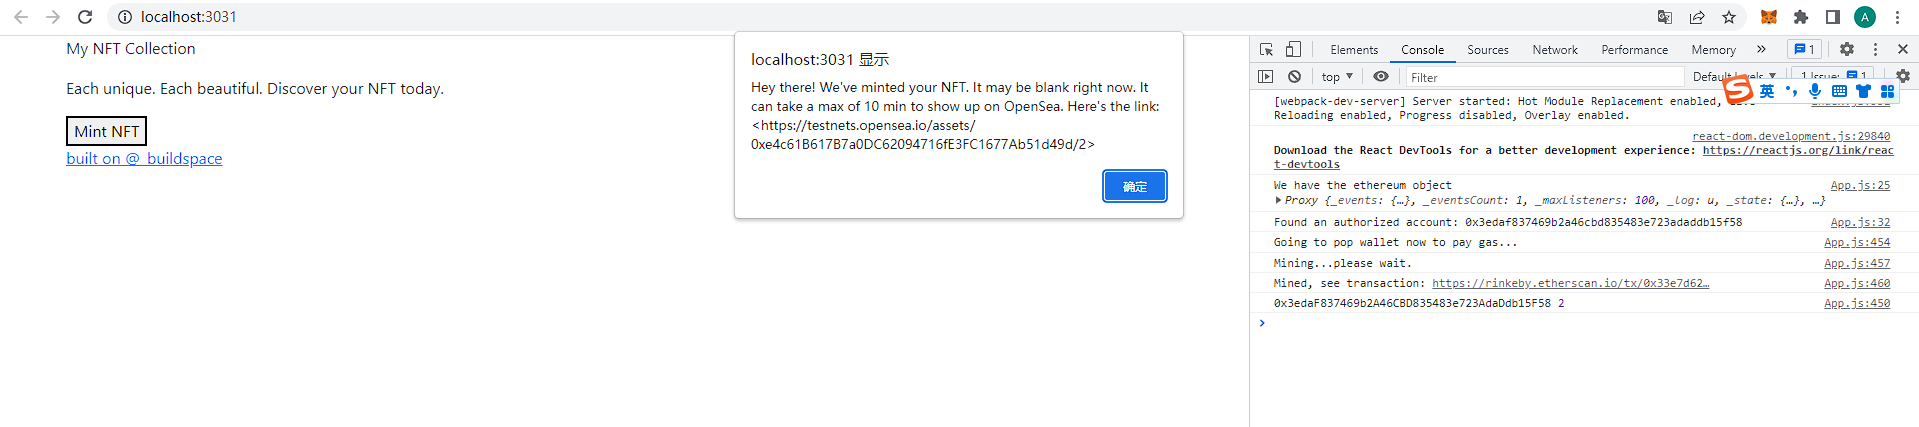 localhost:3031
A
My NFT Collection
Each unique. Each beautiful. Discover your NFT today.
Mint NFT
built on @_buildspace
localhost:3031 显示
Hey there! We've minted your NFT. It may be blank right now. It
can take a max of 10 min to show up on OpenSea. Here's the link:
<https://testnets.opensea.io/assets/
0xe4c61B617B7a0DC62094716fE3FC1677Ab51d49d/2>
确定
Elements Console Sources Network Performance Memory » 1
top ▼ Filter Default levels ▼ 1 Issue: 1
英
[webpack-dev-server] Server started: Hot Module Replacement enabled,
Reloading enabled, Progress disabled, Overlay enabled.
react-dom.development.js:29840
Download the React DevTools for a better development experience: https://reactjs.org/link/reac
t-devtools
We have the ethereum object App.js:25
Proxy {_events: {…}, _eventsCount: 1, _maxListeners: 100, _log: u, _state: {…}, …}
Found an authorized account: 0x3edaf837469b2a46cbd835483e723adaddb15f58 App.js:32
Going to pop wallet now to pay gas... App.js:454
Mining...please wait. App.js:457
Mined, see transaction: https://rinkeby.etherscan.io/tx/0x33e7d62… App.js:460
0x3edaF837469b2A46CBD835483e723AdaDdb15F58 2 App.js:450